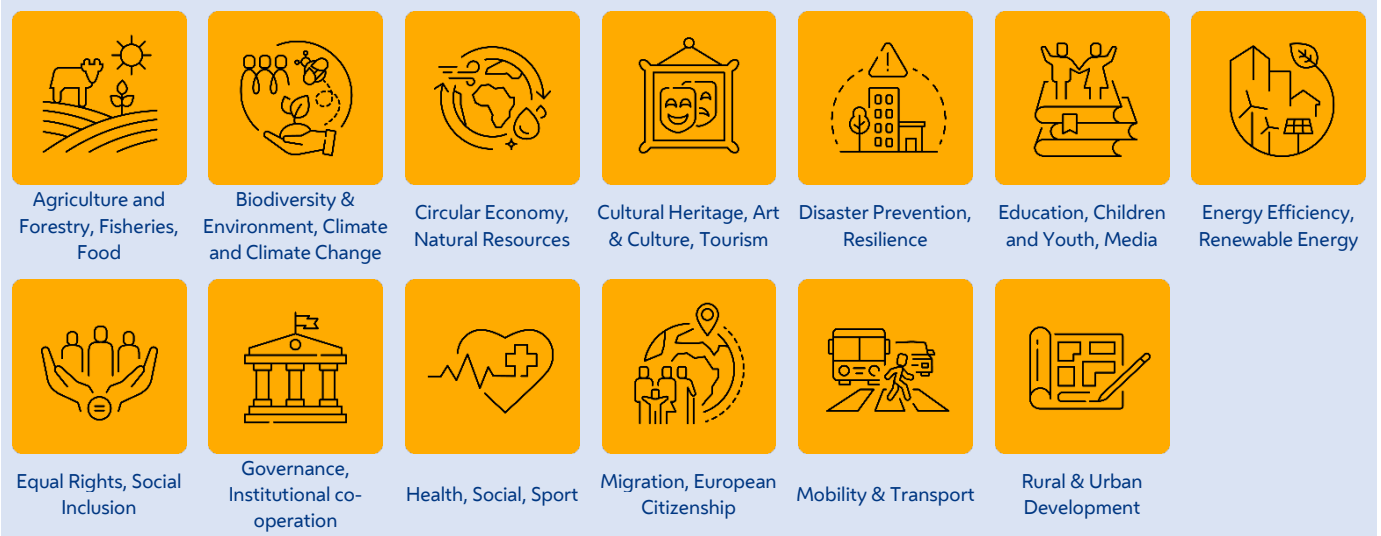 Agriculture and
Forestry, Fisheries,
Food
Biodiversity &
Environment, Climate
and Climate Change
Circular Economy,
Natural Resources
Cultural Heritage, Art
& Culture, Tourism
Disaster Prevention,
Resilience
Education, Children
and Youth, Media
Energy Efficiency,
Renewable Energy
Equal Rights, Social
Inclusion
Governance,
Institutional co-
operation
Health, Social, Sport
Migration, European
Citizenship
Mobility & Transport
Rural & Urban
Development